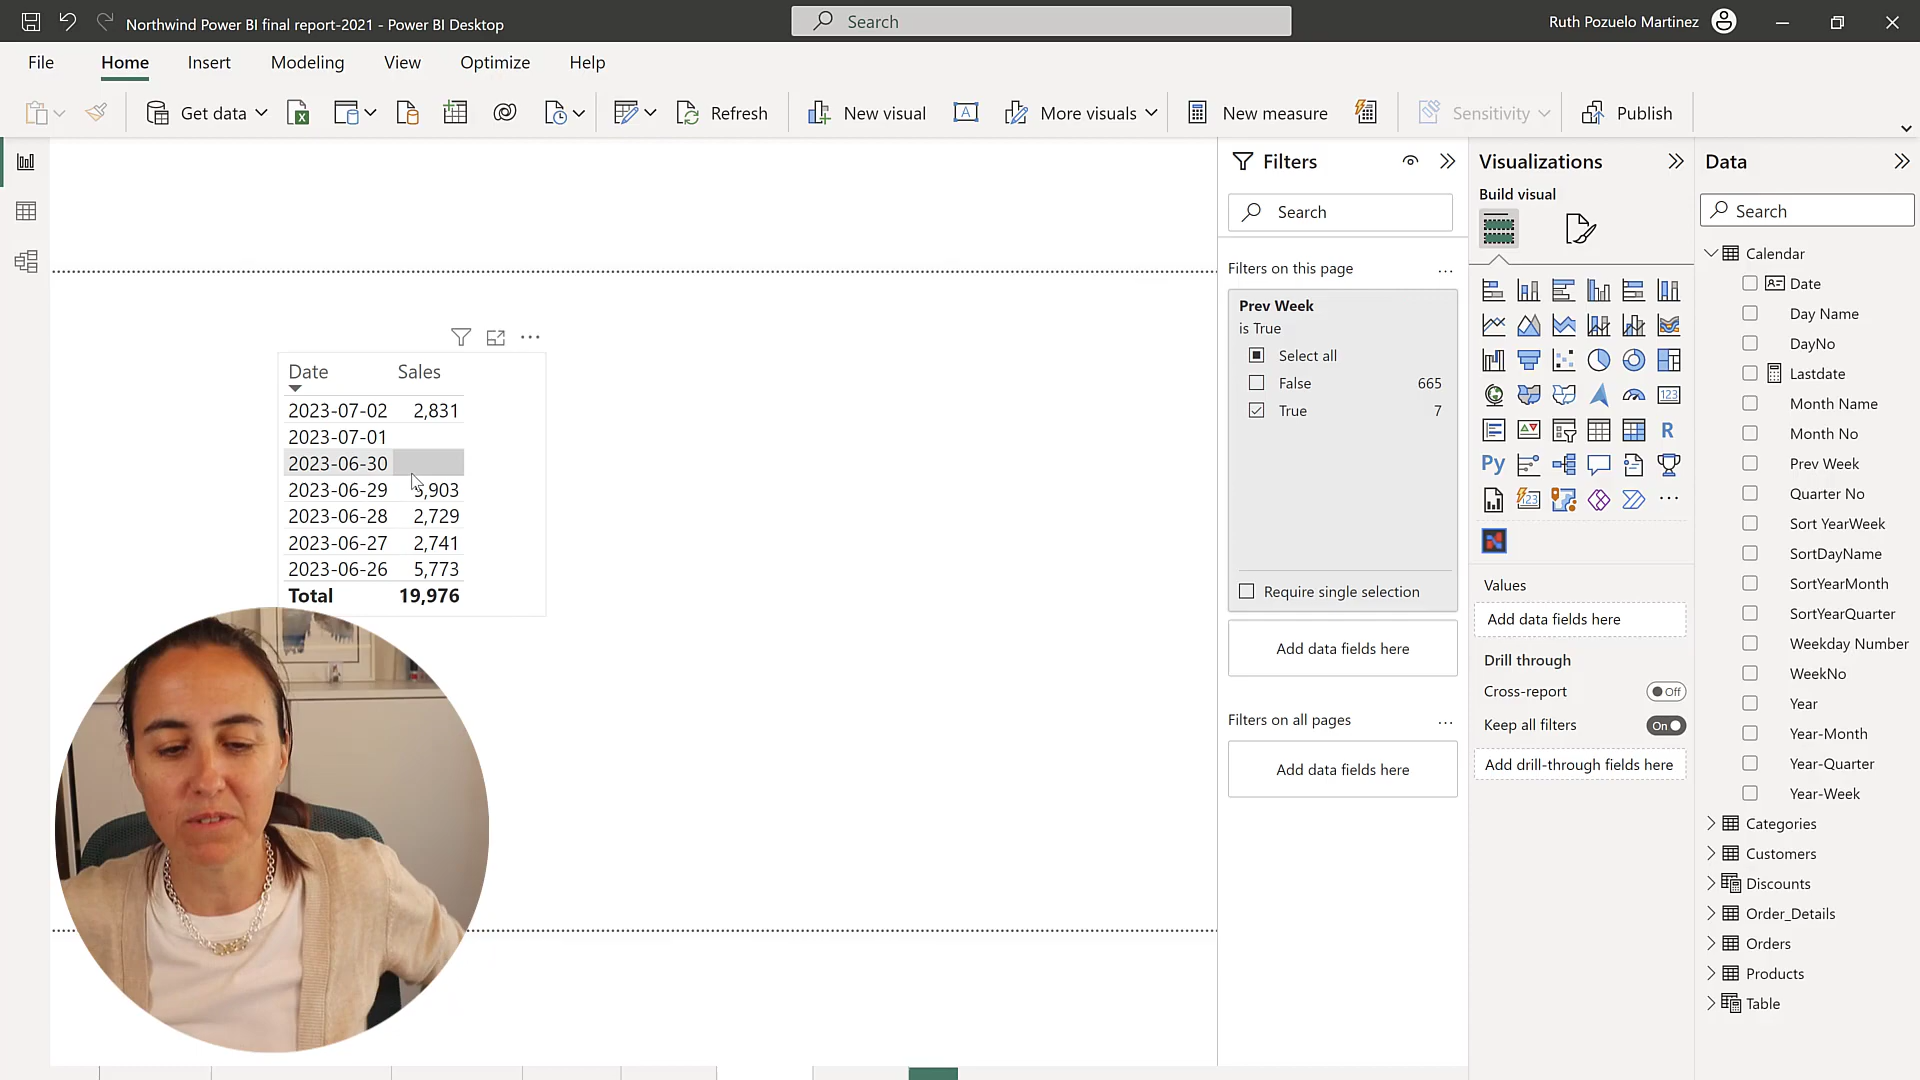 Northwind Power BI final report-2021 - Power BI Desktop
Search
Ruth Pozuelo Martinez
File
Home
Insert
Modeling
View
Optimize
Help
Get data
Refresh
New visual
More visuals
New measure
Sensitivity
Publish
Date Sales
2023-07-02 2,831
2023-07-01
2023-06-30
2023-06-29 5,903
2023-06-28 2,729
2023-06-27 2,741
2023-06-26 5,773
Total 19,976
Filters
Search
Filters on this page
Prev Week
is True
Select all
False 665
True 7
Require single selection
Add data fields here
Filters on all pages
Add data fields here
Visualizations
Build visual
123
R
Py
123
Values
Add data fields here
Drill through
Cross-report
Off
Keep all filters
On
Add drill-through fields here
Data
Search
Calendar
Date
Day Name
DayNo
Lastdate
Month Name
Month No
Prev Week
Quarter No
Sort YearWeek
SortDayName
SortYearMonth
SortYearQuarter
Weekday Number
WeekNo
Year
Year-Month
Year-Quarter
Year-Week
Categories
Customers
Discounts
Order_Details
Orders
Products
Table